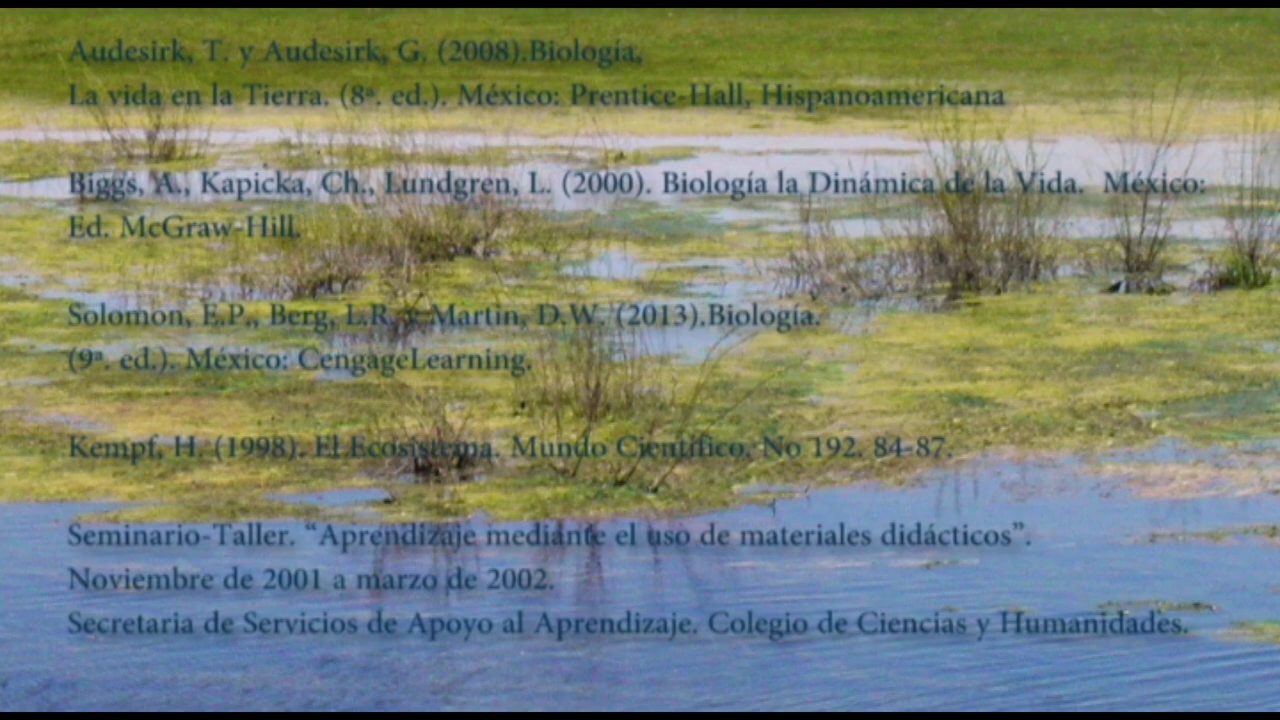 Audesirk, T. y Audesirk, G. (2008).Biología,
La vida en la Tierra. (8ª. ed.). México: Prentice-Hall, Hispanoamericana
Biggs, A., Kapicka, Ch., Lundgren, L. (2000). Biología la Dinámica de la Vida. México:
Ed. McGraw-Hill.
Solomon, E.P., Berg, L.R. y Martin, D.W. (2013).Biología.
(9ª. ed.). México: CengageLearning.
Kempf, H. (1998). El Ecosistema. Mundo Científico, No 192. 84-87.
Seminario-Taller. “Aprendizaje mediante el uso de materiales didácticos”.
Noviembre de 2001 a marzo de 2002.
Secretaria de Servicios de Apoyo al Aprendizaje. Colegio de Ciencias y Humanidades.